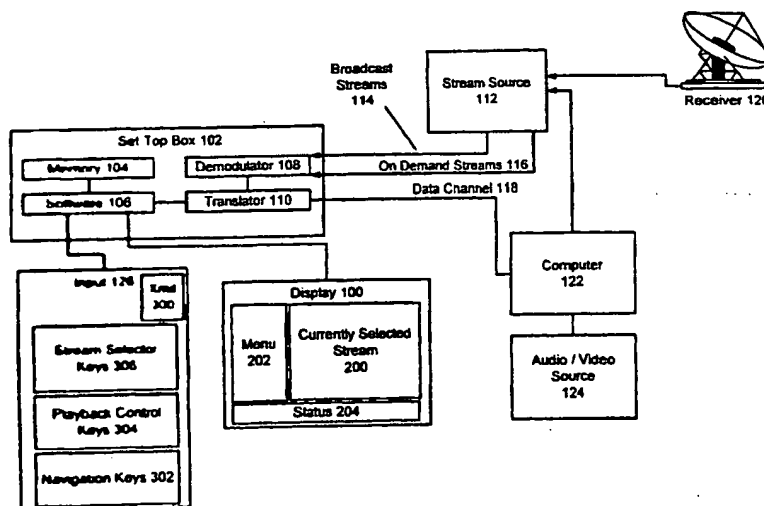 Broadcast
Streams
114
Stream Source
112
Receiver 120
Set Top Box 102
Memory 104
Demodulator 108
On Demand Streams 116
Software 106
Translator 110
Data Channel 118
Computer
122
Input 126
300
Display 100
Stream Selector
Keys 306
Menu
202
Currently Selected
Stream
200
Audio / Video
Source
124
Playback Control
Keys 304
Status 204
Navigation Keys 302